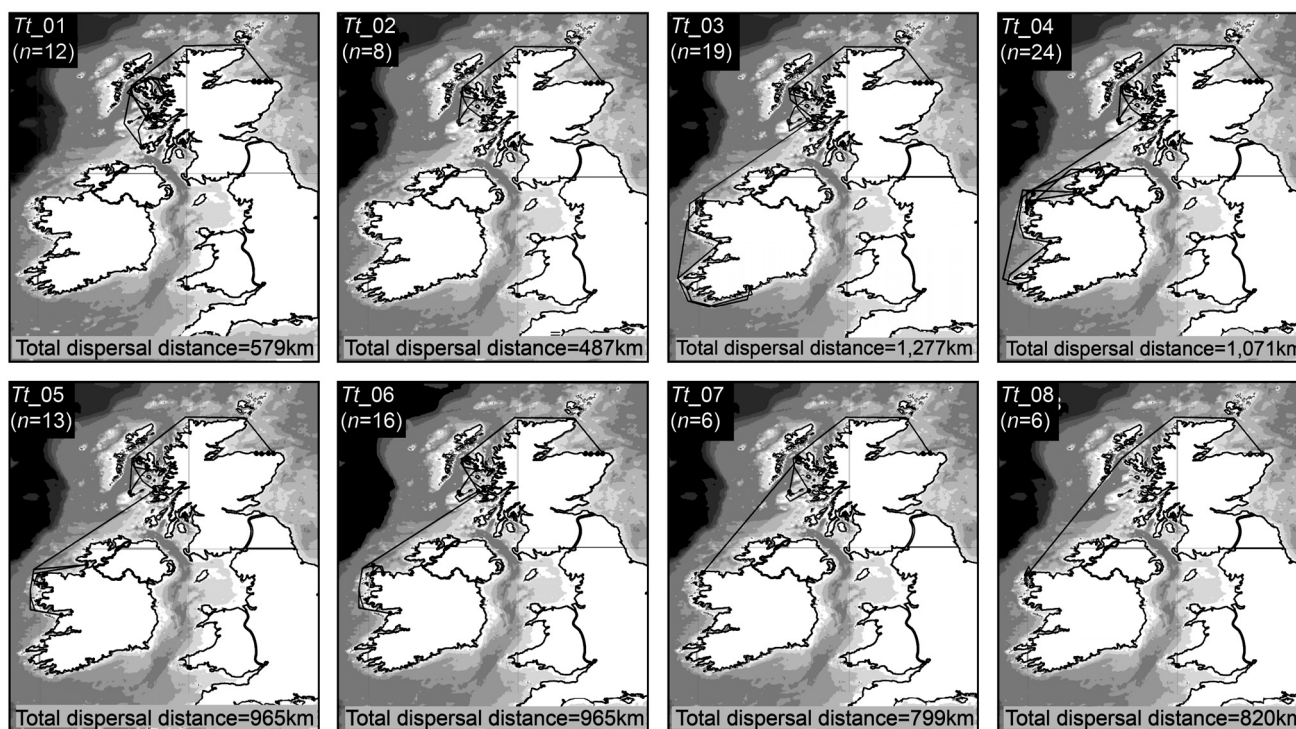 Tt_01
(n=12)
Total dispersal distance=579km
Tt_02
(n=8)
Total dispersal distance=487km
Tt_03
(n=19)
Total dispersal distance=1,277km
Tt_04
(n=24)
Total dispersal distance=1,071km
Tt_05
(n=13)
Total dispersal distance=965km
Tt_06
(n=16)
Total dispersal distance=965km
Tt_07
(n=6)
Total dispersal distance=799km
Tt_08
(n=6)
Total dispersal distance=820km